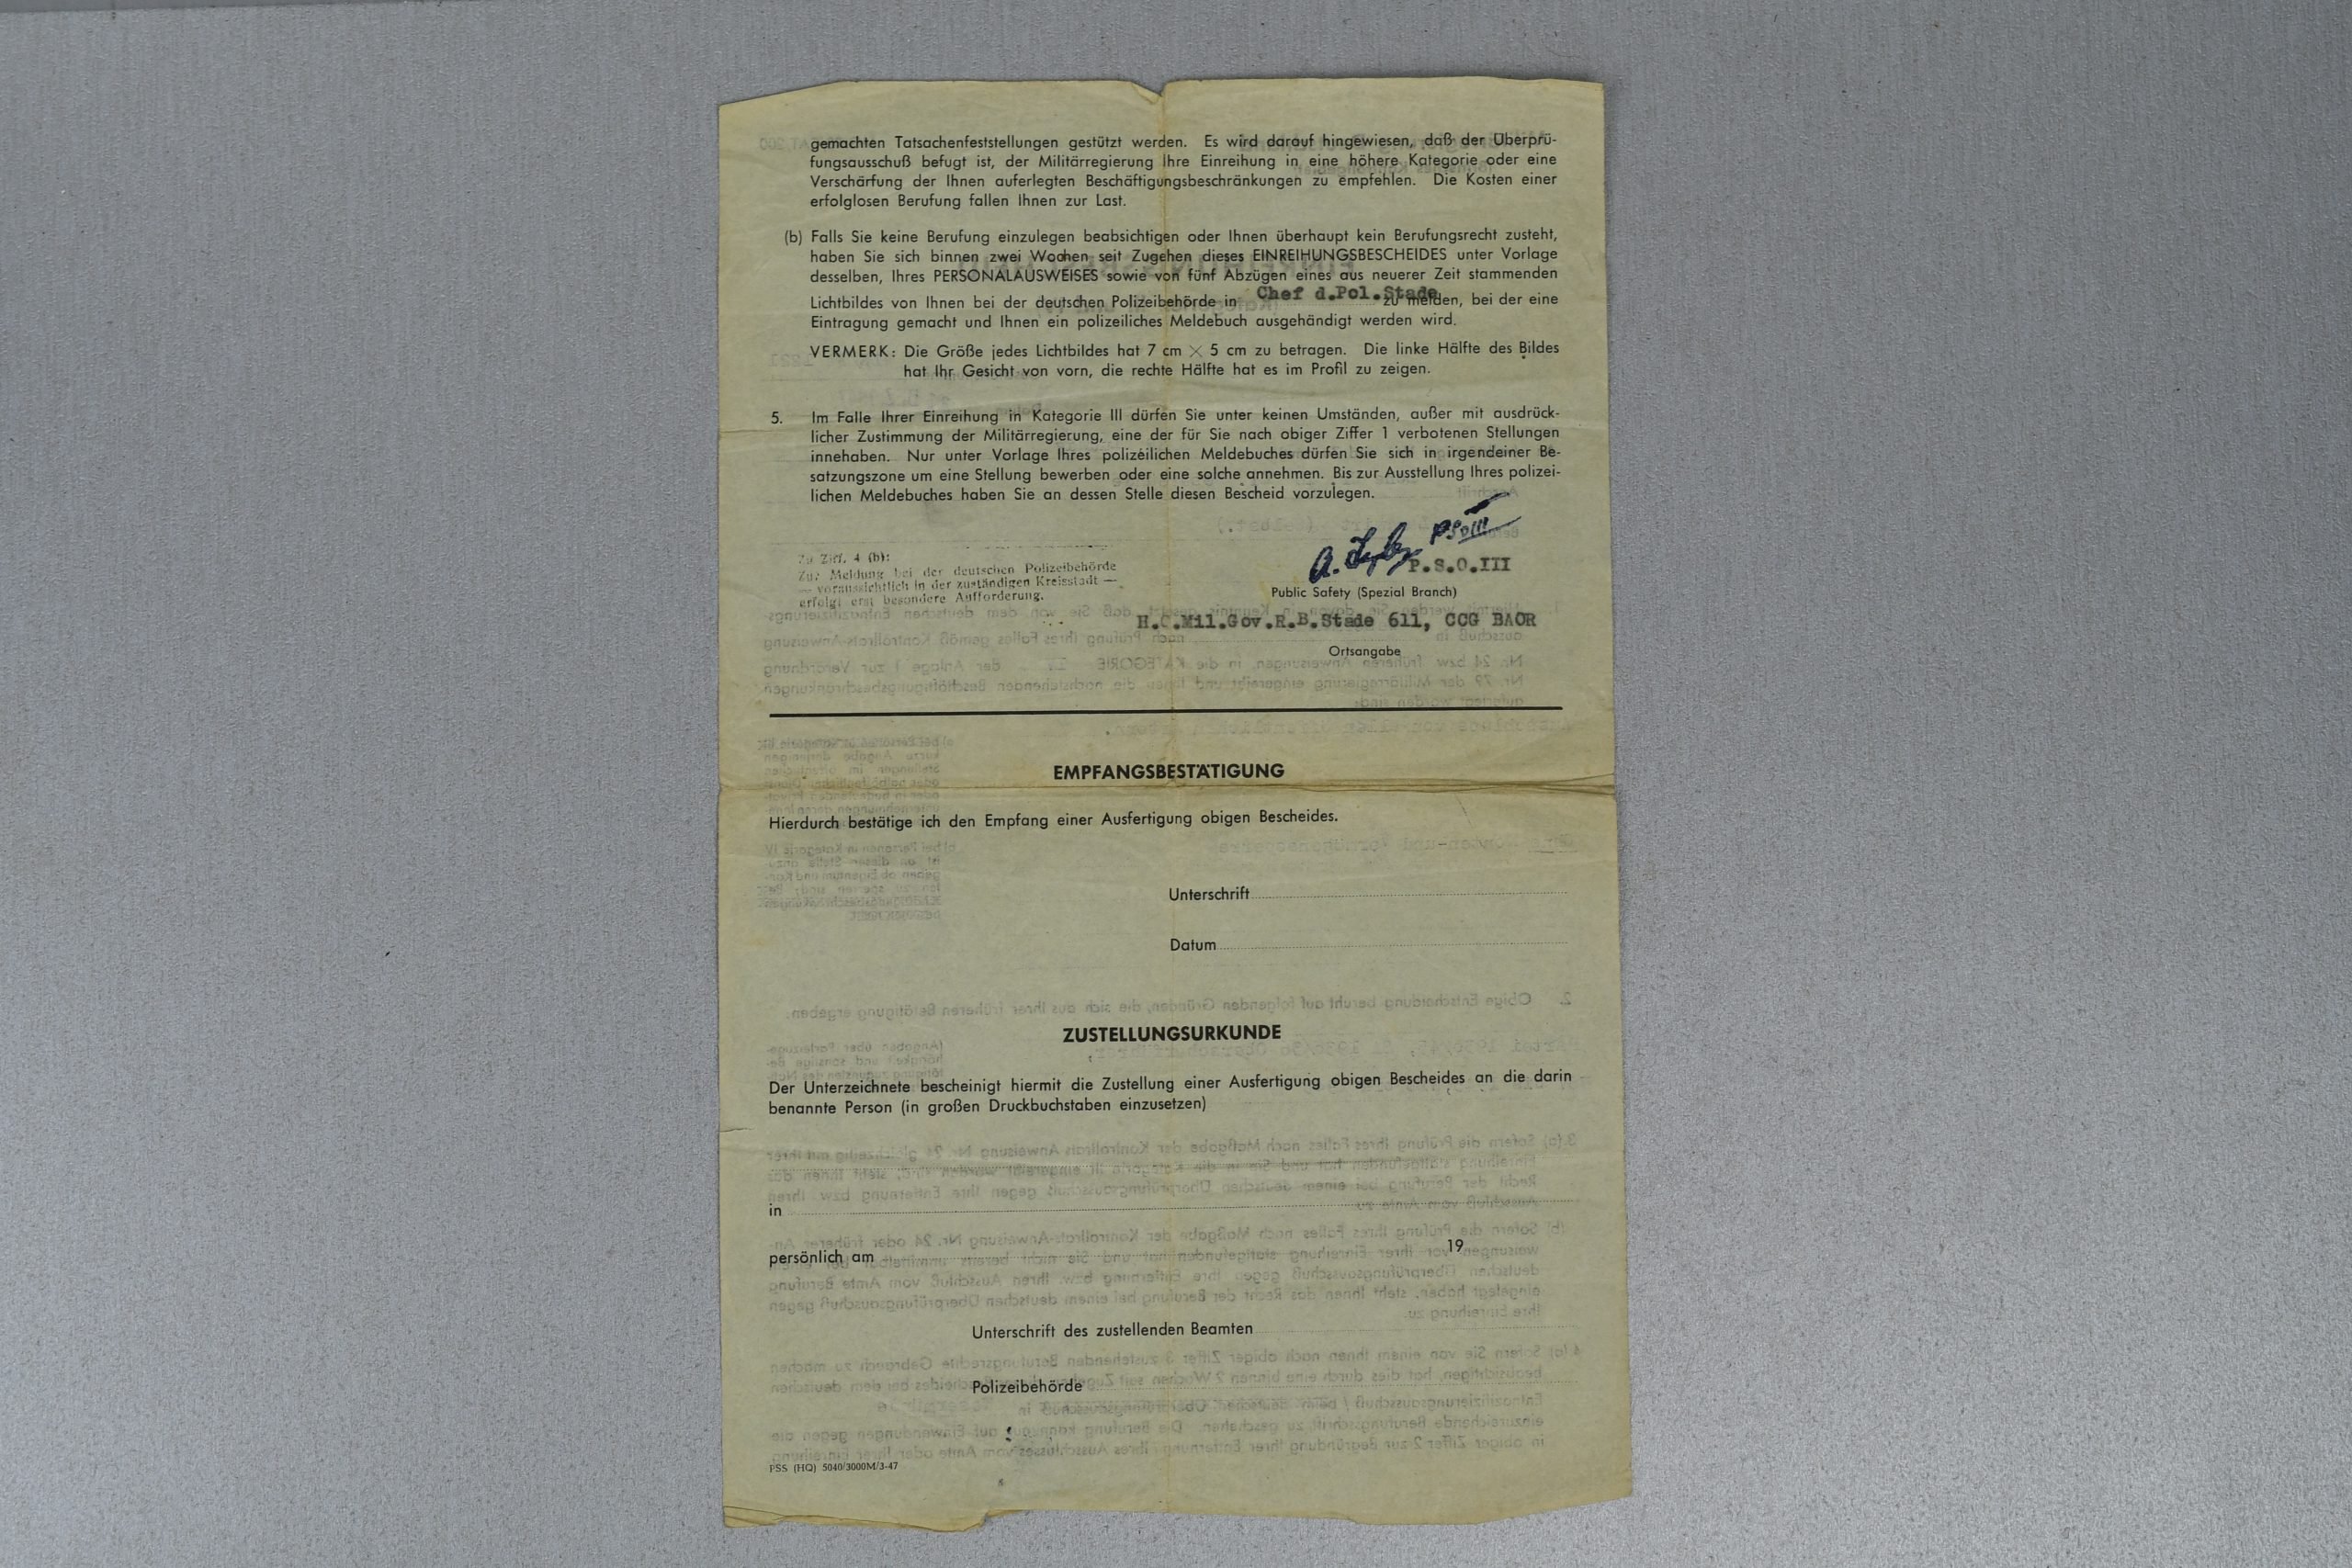 gemachten Tatsachenfeststellungen gestützt werden. Es wird darauf hingewiesen, daß der Überprü-
fungsausschuß befugt ist, der Militärregierung Ihre Einreihung in eine höhere Kategorie oder eine
Verschärfung der Ihnen auferlegten Beschäftigungsbeschränkungen zu empfehlen. Die Kosten einer
erfolglosen Berufung fallen Ihnen zur Last.
(b) Falls Sie keine Berufung einzulegen beabsichtigen oder Ihnen überhaupt kein Berufungsrecht zusteht,
haben Sie sich binnen zwei Wochen seit Zugehen dieses EINREIHUNGSBESCHEIDES unter Vorlage
desselben, Ihres PERSONALAUSWEISES sowie von fünf Abzügen eines aus neuerer Zeit stammenden
Lichtbildes von Ihnen bei der deutschen Polizeibehörde in Chef d.Pol.Stade zu melden, bei der eine
Eintragung gemacht und Ihnen ein polizeiliches Meldebuch ausgehändigt werden wird.
VERMERK: Die Größe jedes Lichtbildes hat 7 cm × 5 cm zu betragen. Die linke Hälfte des Bildes
hat Ihr Gesicht von vorn, die rechte Hälfte hat es im Profil zu zeigen.
5. Im Falle Ihrer Einreihung in Kategorie III dürfen Sie unter keinen Umständen, außer mit ausdrück-
licher Zustimmung der Militärregierung, eine der für Sie nach obiger Ziffer 1 verbotenen Stellungen
innehaben. Nur unter Vorlage Ihres polizeilichen Meldebuches dürfen Sie sich in irgendeiner Be-
satzungszone um eine Stellung bewerben oder eine solche annehmen. Bis zur Ausstellung Ihres polizei-
lichen Meldebuches haben Sie an dessen Stelle diesen Bescheid vorzulegen.
Zu Ziff. 4 (b):
Zur Meldung bei der deutschen Polizeibehörde
— voraussichtlich in der zuständigen Kreisstadt —
erfolgt erst besondere Aufforderung.
A. PSOIII
P.S.O.III
Public Safety (Spezial Branch)
H.Q.Mil.Gov.R.B.Stade 611, CCG BAOR
Ortsangabe
EMPFANGSBESTÄTIGUNG
Hierdurch bestätige ich den Empfang einer Ausfertigung obigen Bescheides.
Unterschrift
Datum
ZUSTELLUNGSURKUNDE
Der Unterzeichnete bescheinigt hiermit die Zustellung einer Ausfertigung obigen Bescheides an die darin
benannte Person (in großen Druckbuchstaben einzusetzen)
in
persönlich am 19
Unterschrift des zustellenden Beamten
Polizeibehörde
PSS (HQ) 5040/3000M/3-47